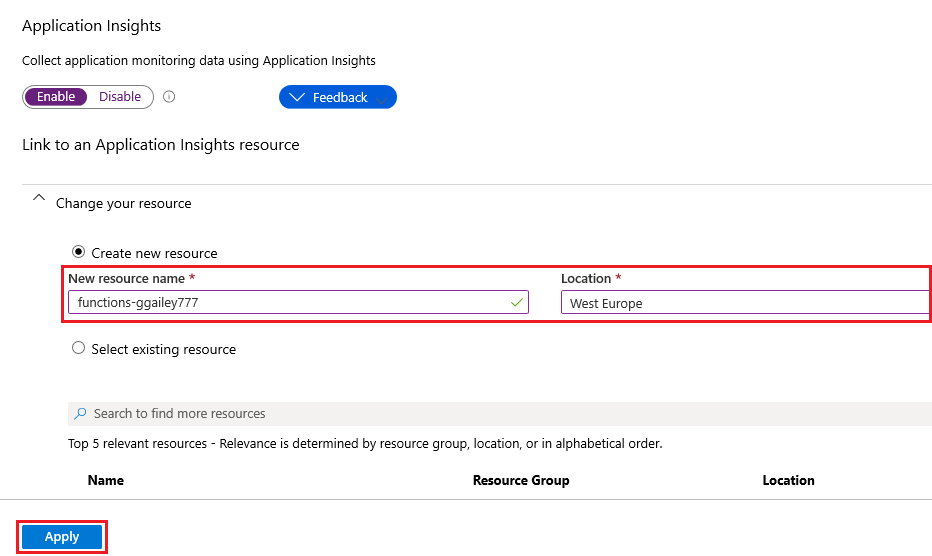 Application Insights
Collect application monitoring data using Application Insights
Enable Disable
Feedback
Link to an Application Insights resource
Change your resource
Create new resource
New resource name * Location *
functions-ggailey777 West Europe
Select existing resource
Search to find more resources
Top 5 relevant resources - Relevance is determined by resource group, location, or in alphabetical order.
Name Resource Group Location
Apply